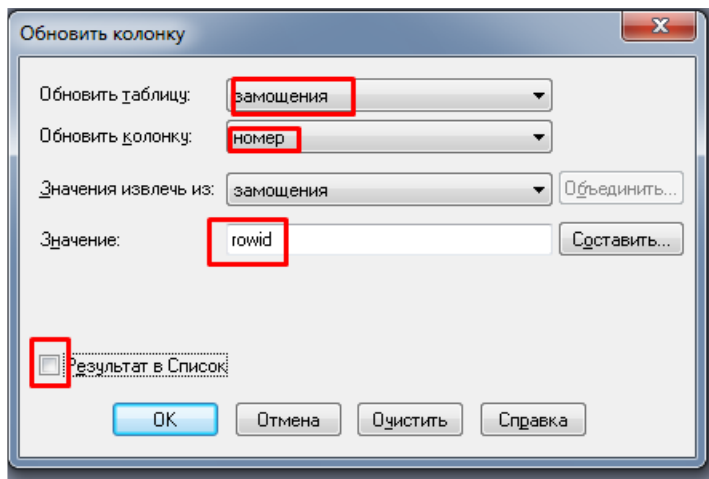 Обновить колонку
Обновить таблицу: замощения
Обновить колонку: номер
Значения извлечь из: замощения Объединить...
Значение: rowid Составить...
Результат в Список
OK Отмена Очистить Справка